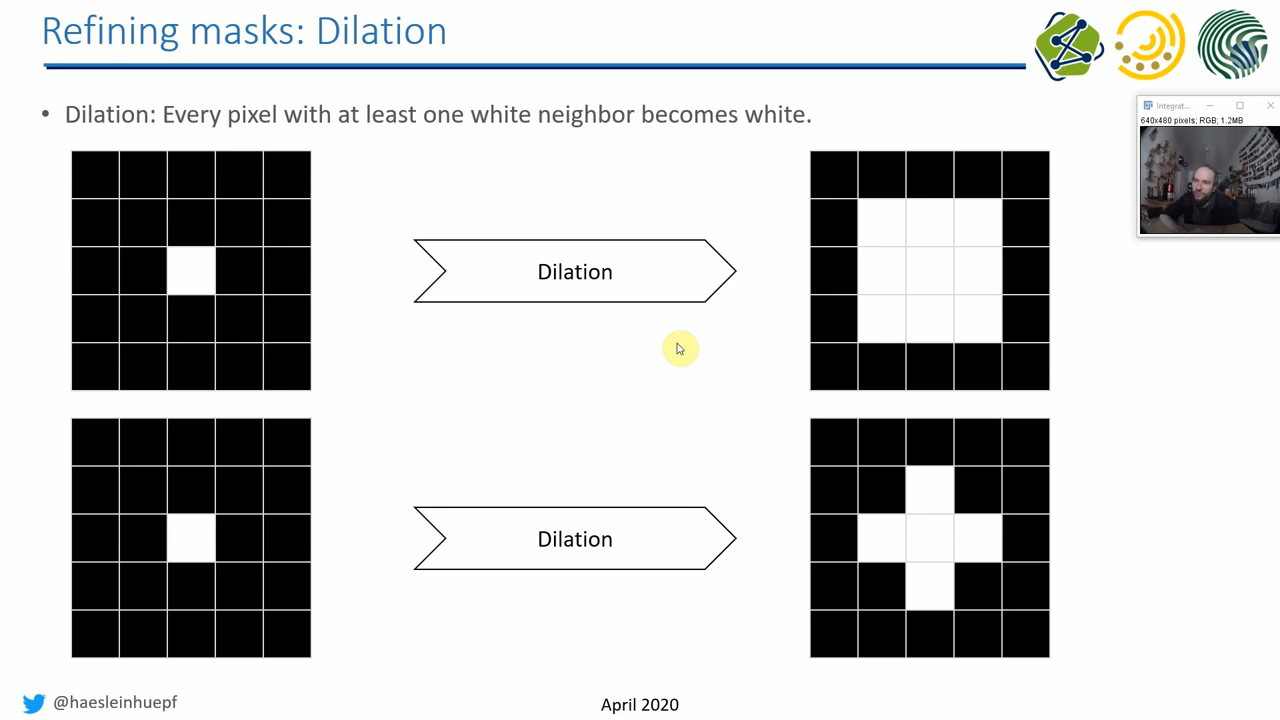 Refining masks: Dilation
• Dilation: Every pixel with at least one white neighbor becomes white.
Integrat...
640x480 pixels; RGB; 1.2MB
Dilation
Dilation
@haesleinhuepf
April 2020